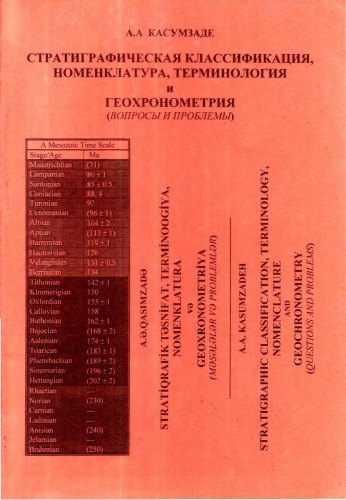 А.А КАСУМЗАДЕ
СТРАТИГРАФИЧЕСКАЯ КЛАССИФИКАЦИЯ,
НОМЕНКЛАТУРА, ТЕРМИНОЛОГИЯ
И
ГЕОХРОНОМЕТРИЯ
(ВОПРОСЫ И ПРОБЛЕМЫ)
A Mesozoic Time Scale
Stage/Age Ma
Maastrichtian (71)
Campanian 80 ± 1
Santonian 85 ± 0.5
Coniacian 88, 4
Turonian 92
Cenomanian (96 ± 1)
Albian 104 ± 2
Aptian (113 ± 1)
Barremian 119 ± 1
Hauterivian 126
Valanginian 131 ± 0.5
Berriasian 134
Tithonian 142 ± 1
Kimmerigian 150
Oxfordian 155 ± 1
Callovian 158
Bathonian 162 ± 1
Bajocian (168 ± 2)
Aalenian 174 ± 1
Toarican (183 ± 1)
Pliensbachian (189 ± 2)
Sinemurian (196 ± 2)
Hettangian (202 ± 2)
Rhaetian —
Norian (230)
Carnian —
Ladinian —
Anisian (240)
Jelamian —
Brahmian (250)
A.Ə.QASIMZADƏ
STRATİQRAFİK TƏSNİFAT, TERMİNOOGİYA,
NOMENKLATURA
və
GEOXRONOMETRİYA
(MƏSƏLƏLƏR VƏ PROBLEMLƏR)
A.A. KASUMZADEH
STRATIGRAPHIC CLASSIFICATION, TERMINOLOGY,
NOMENCLATURE
AND
GEOCHRONOMETRY
(QUESTIONS AND PROBLEMS)